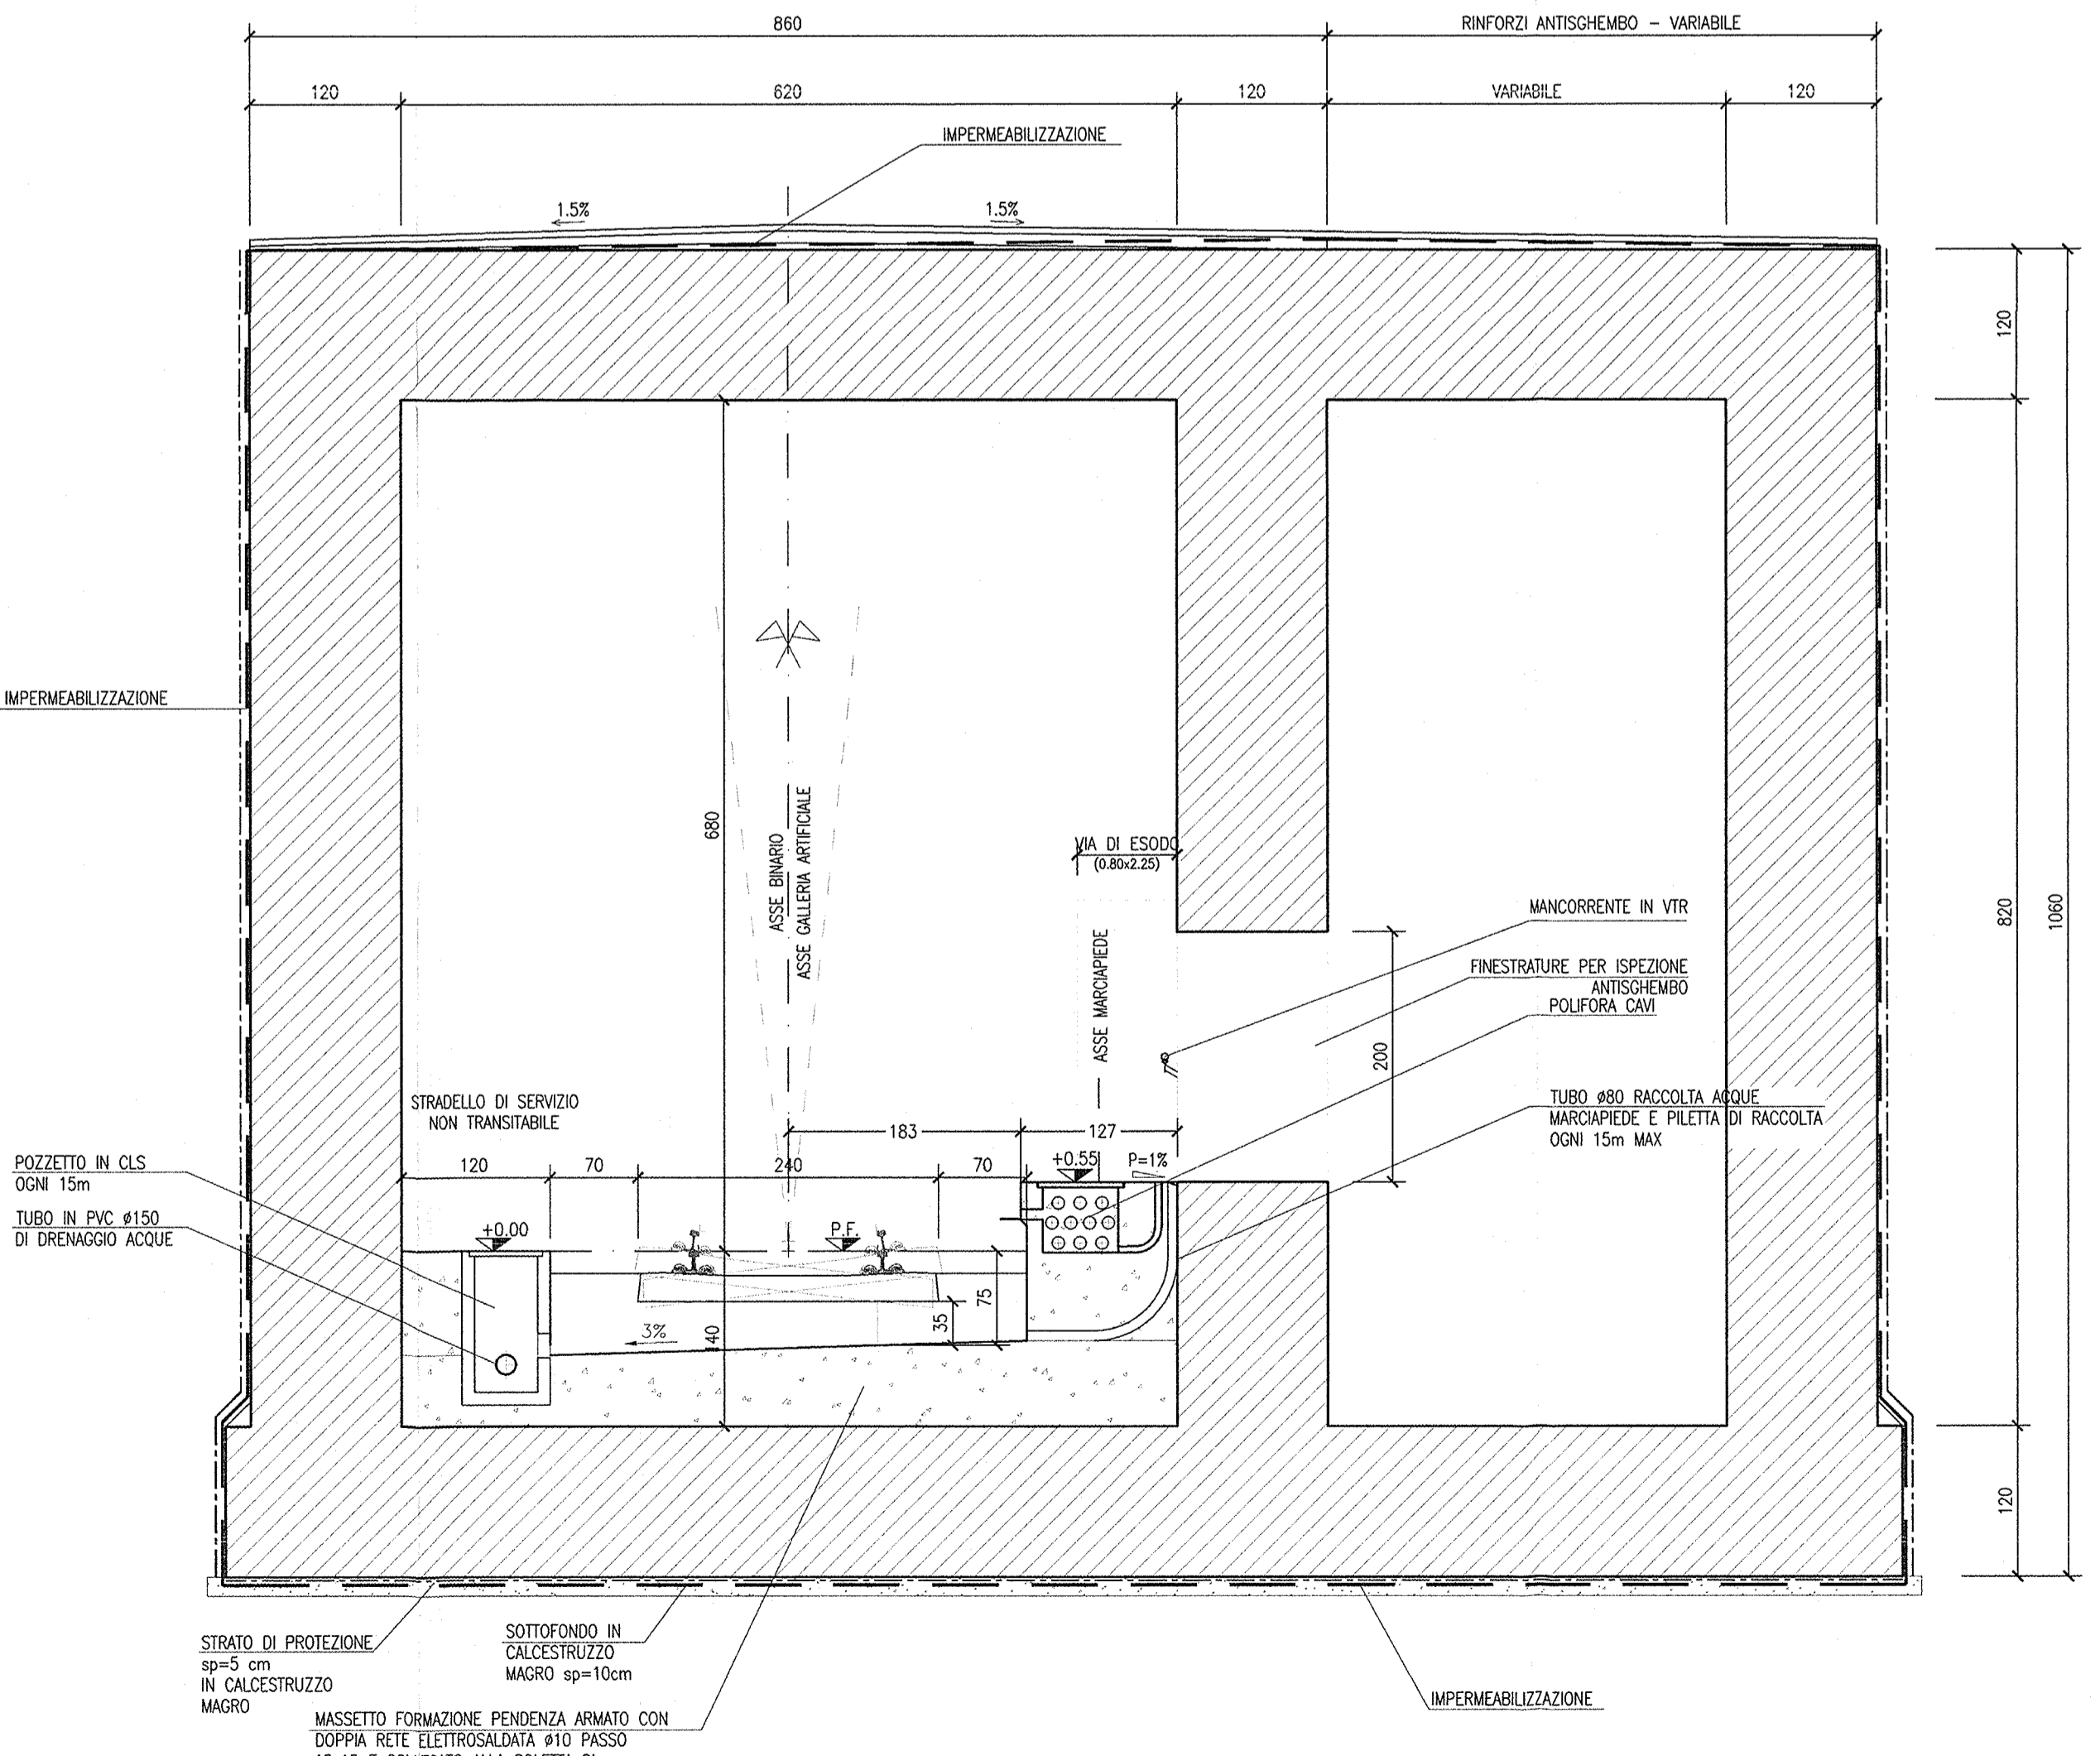 860
RINFORZI ANTISGHEMBO - VARIABILE
120
620
120
VARIABILE
120
IMPERMEABILIZZAZIONE
1.5%
1.5%
120
IMPERMEABILIZZAZIONE
680
ASSE BINARIO
ASSE GALLERIA ARTIFICIALE
VIA DI ESODO
(0.80x2.25)
ASSE MARCIAPIEDE
820
1060
MANCORRENTE IN VTR
FINESTRATURE PER ISPEZIONE
ANTISGHEMBO
POLIFORA CAVI
200
STRADELLO DI SERVIZIO
NON TRANSITABILE
TUBO ø80 RACCOLTA ACQUE
MARCIAPIEDE E PILETTA DI RACCOLTA
OGNI 15m MAX
183
127
POZZETTO IN CLS
OGNI 15m
120
70
240
70
+0.55
P=1%
TUBO IN PVC ø150
DI DRENAGGIO ACQUE
+0.00
P.F.
75
35
3%
40
120
STRATO DI PROTEZIONE
sp=5 cm
IN CALCESTRUZZO
MAGRO
SOTTOFONDO IN
CALCESTRUZZO
MAGRO sp=10cm
IMPERMEABILIZZAZIONE
MASSETTO FORMAZIONE PENDENZA ARMATO CON
DOPPIA RETE ELETTROSALDATA ø10 PASSO